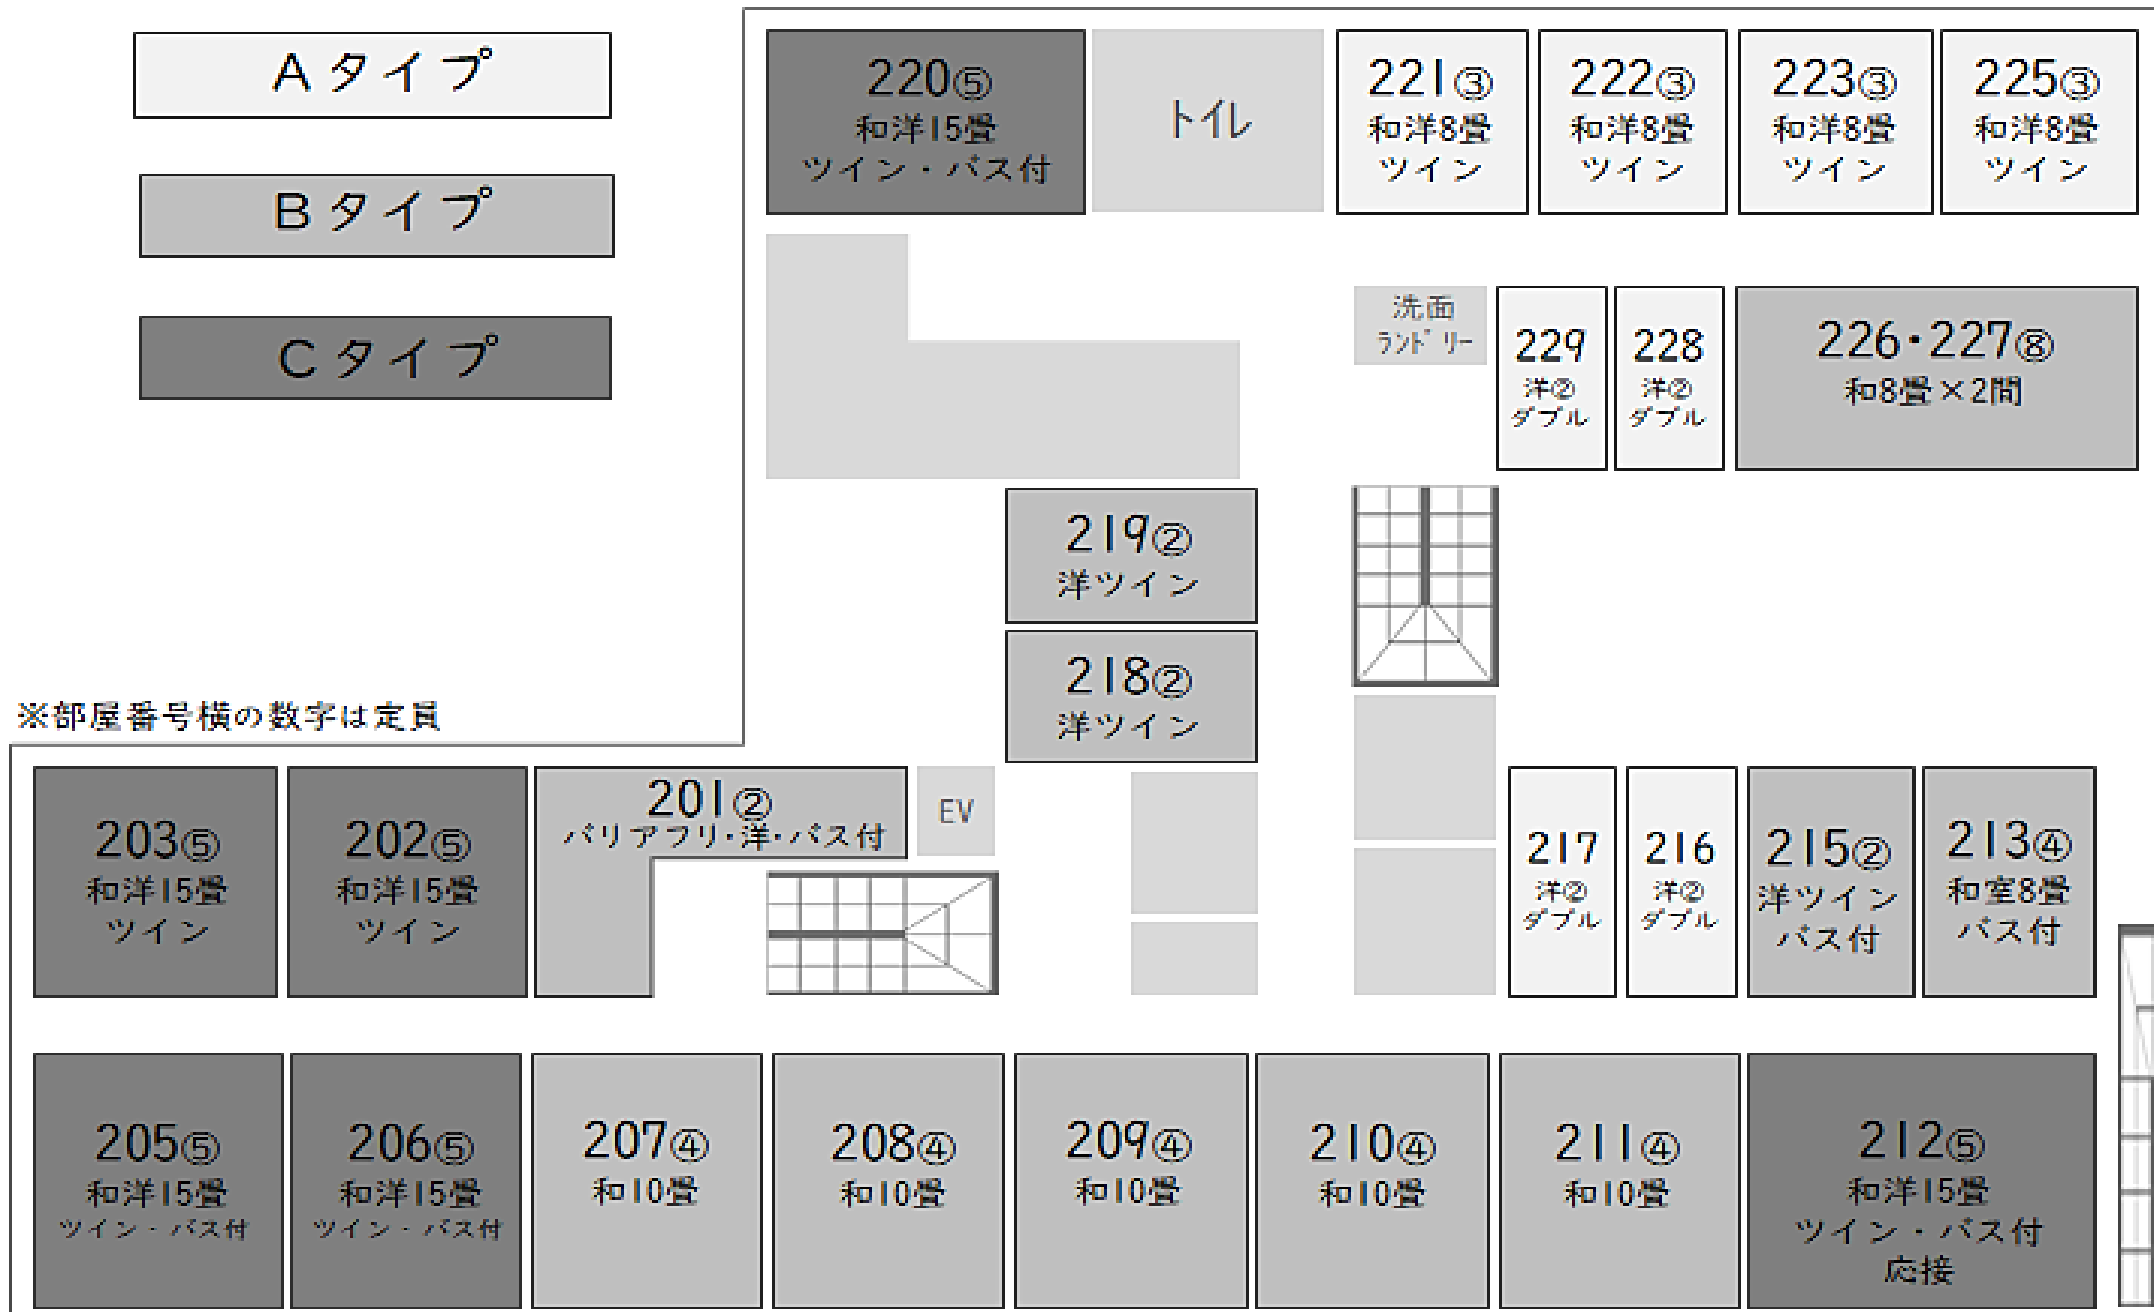 Aタイプ
Bタイプ
Cタイプ
220⑤
和洋15畳
ツイン・バス付
トイレ
221③
和洋8畳
ツイン
222③
和洋8畳
ツイン
223③
和洋8畳
ツイン
225③
和洋8畳
ツイン
洗面
ランドリー
229
洋②
ダブル
228
洋②
ダブル
226・227⑧
和8畳×2間
219②
洋ツイン
218②
洋ツイン
※部屋番号横の数字は定員
203⑤
和洋15畳
ツイン
202⑤
和洋15畳
ツイン
201②
バリアフリ・洋・バス付
EV
217
洋②
ダブル
216
洋②
ダブル
215②
洋ツイン
バス付
213④
和室8畳
バス付
205⑤
和洋15畳
ツイン・バス付
206⑤
和洋15畳
ツイン・バス付
207④
和10畳
208④
和10畳
209④
和10畳
210④
和10畳
211④
和10畳
212⑤
和洋15畳
ツイン・バス付
応接